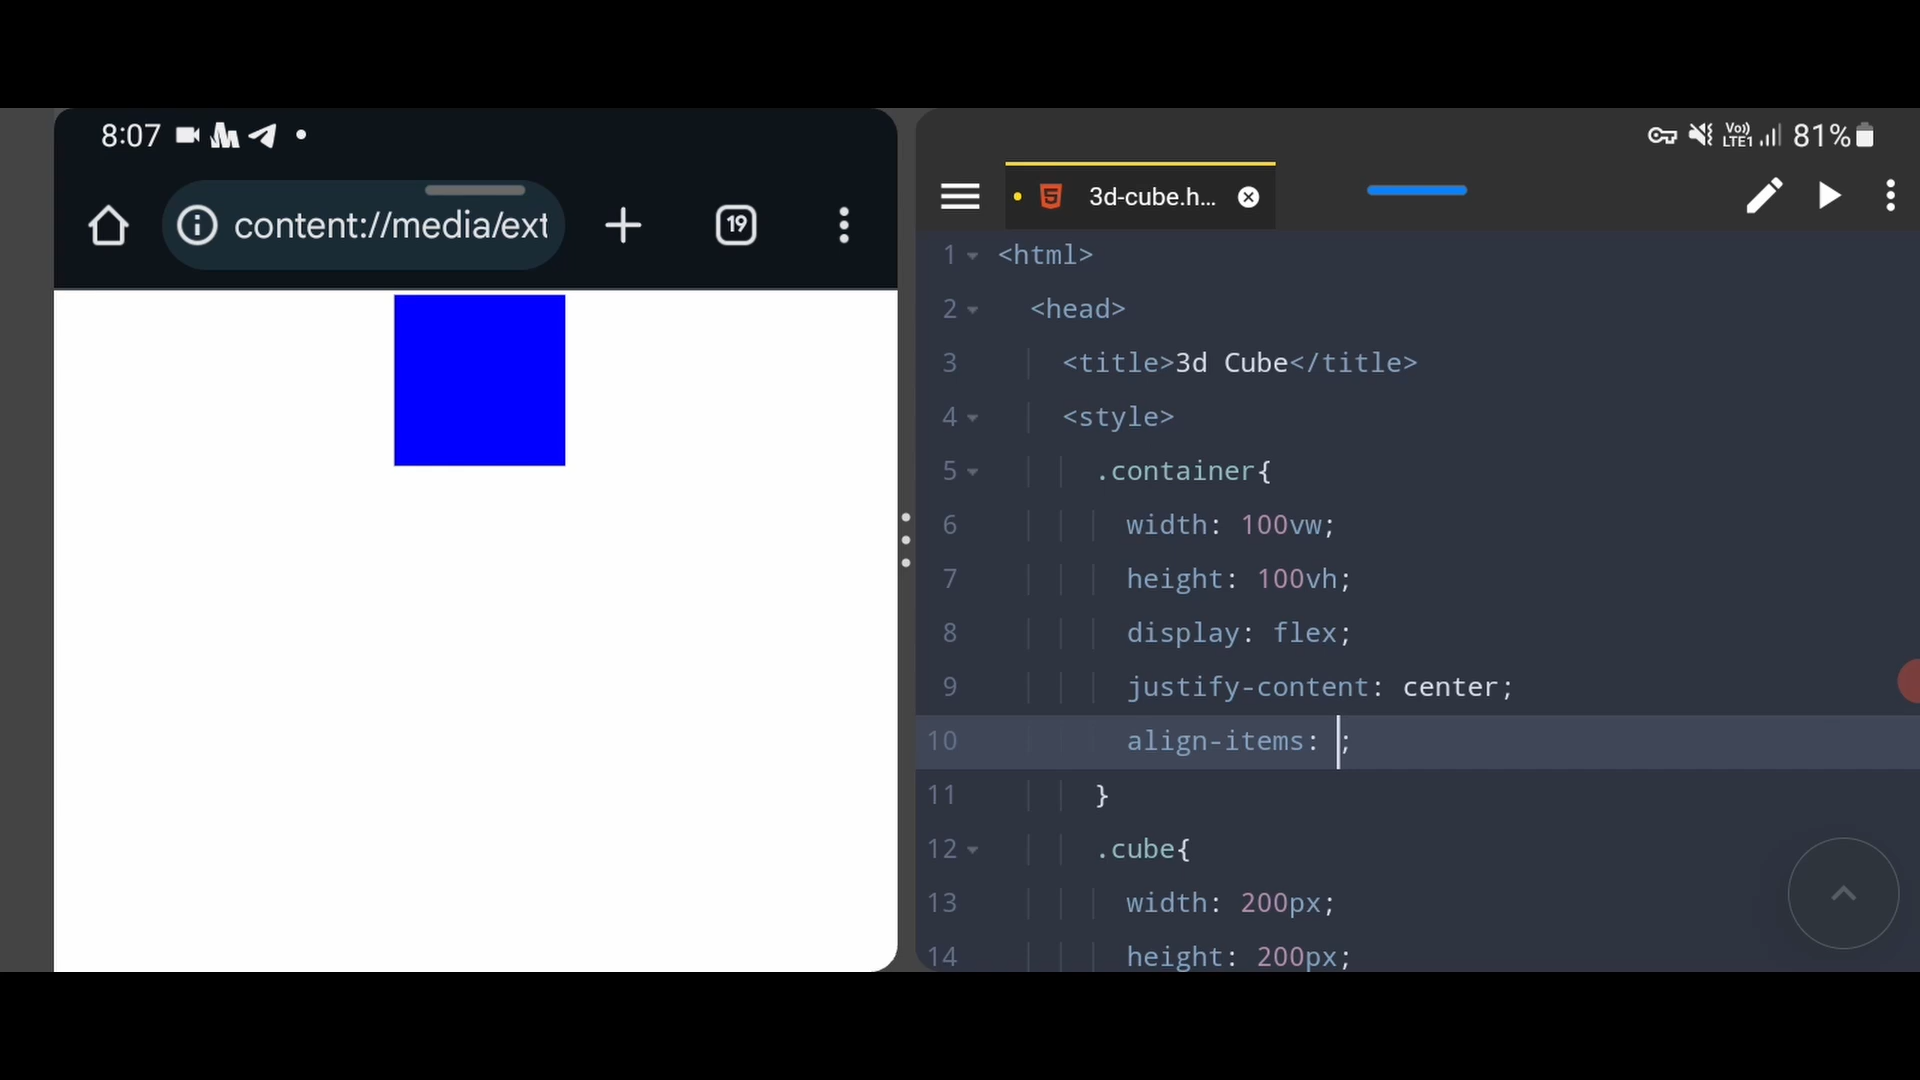 8:07
content://media/ext
19
Vo)) LTE1 81%
3d-cube.h...
1 <html>
2 <head>
3 <title>3d Cube</title>
4 <style>
5 .container{
6 width: 100vw;
7 height: 100vh;
8 display: flex;
9 justify-content: center;
10 align-items: ;
11 }
12 .cube{
13 width: 200px;
14 height: 200px;